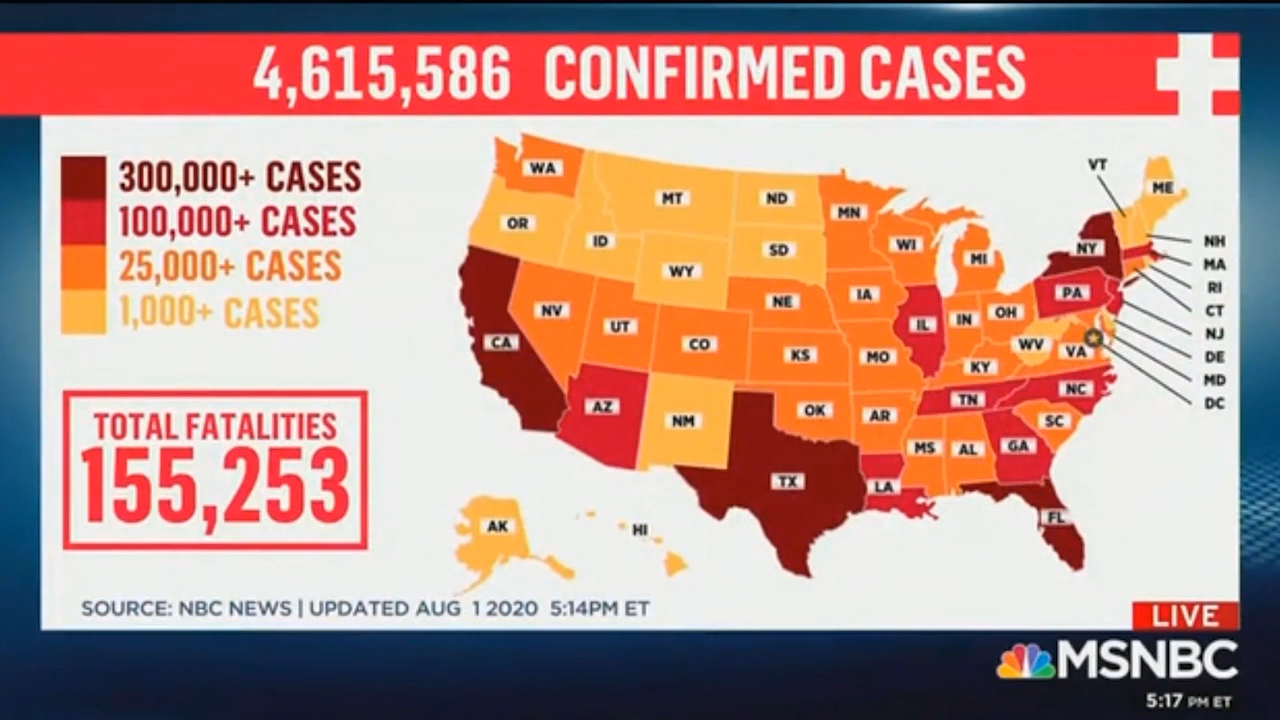 4,615,586 CONFIRMED CASES
300,000+ CASES
100,000+ CASES
25,000+ CASES
1,000+ CASES
TOTAL FATALITIES
155,253
WA
MT
ND
MN
VT
ME
OR
ID
WY
SD
WI
MI
NY
NH
MA
RI
CT
NJ
DE
MD
DC
NV
UT
CO
NE
IA
IL
IN
OH
PA
CA
KS
MO
KY
WV
VA
AZ
NM
OK
AR
TN
NC
SC
MS
AL
GA
TX
LA
FL
AK
HI
SOURCE: NBC NEWS | UPDATED AUG 1 2020 5:14PM ET
LIVE
MSNBC
5:17 PM ET